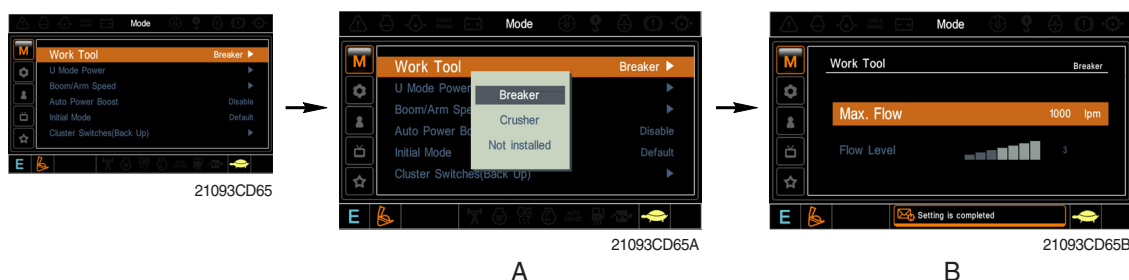 Mode
M
Work Tool Breaker
U Mode Power
Boom/Arm Speed
Auto Power Boost Disable
Initial Mode Default
Cluster Switches(Back Up)
E
21093CD65
Mode
M
Work Tool Breaker
U Mode Power
Boom/Arm Spe
Auto Power Bo Disable
Initial Mode Default
Cluster Switches(Back Up)
Breaker
Crusher
Not installed
E
21093CD65A
A
Mode
M
Work Tool Breaker
Max. Flow 1000 lpm
Flow Level 3
E
Setting is completed
21093CD65B
B